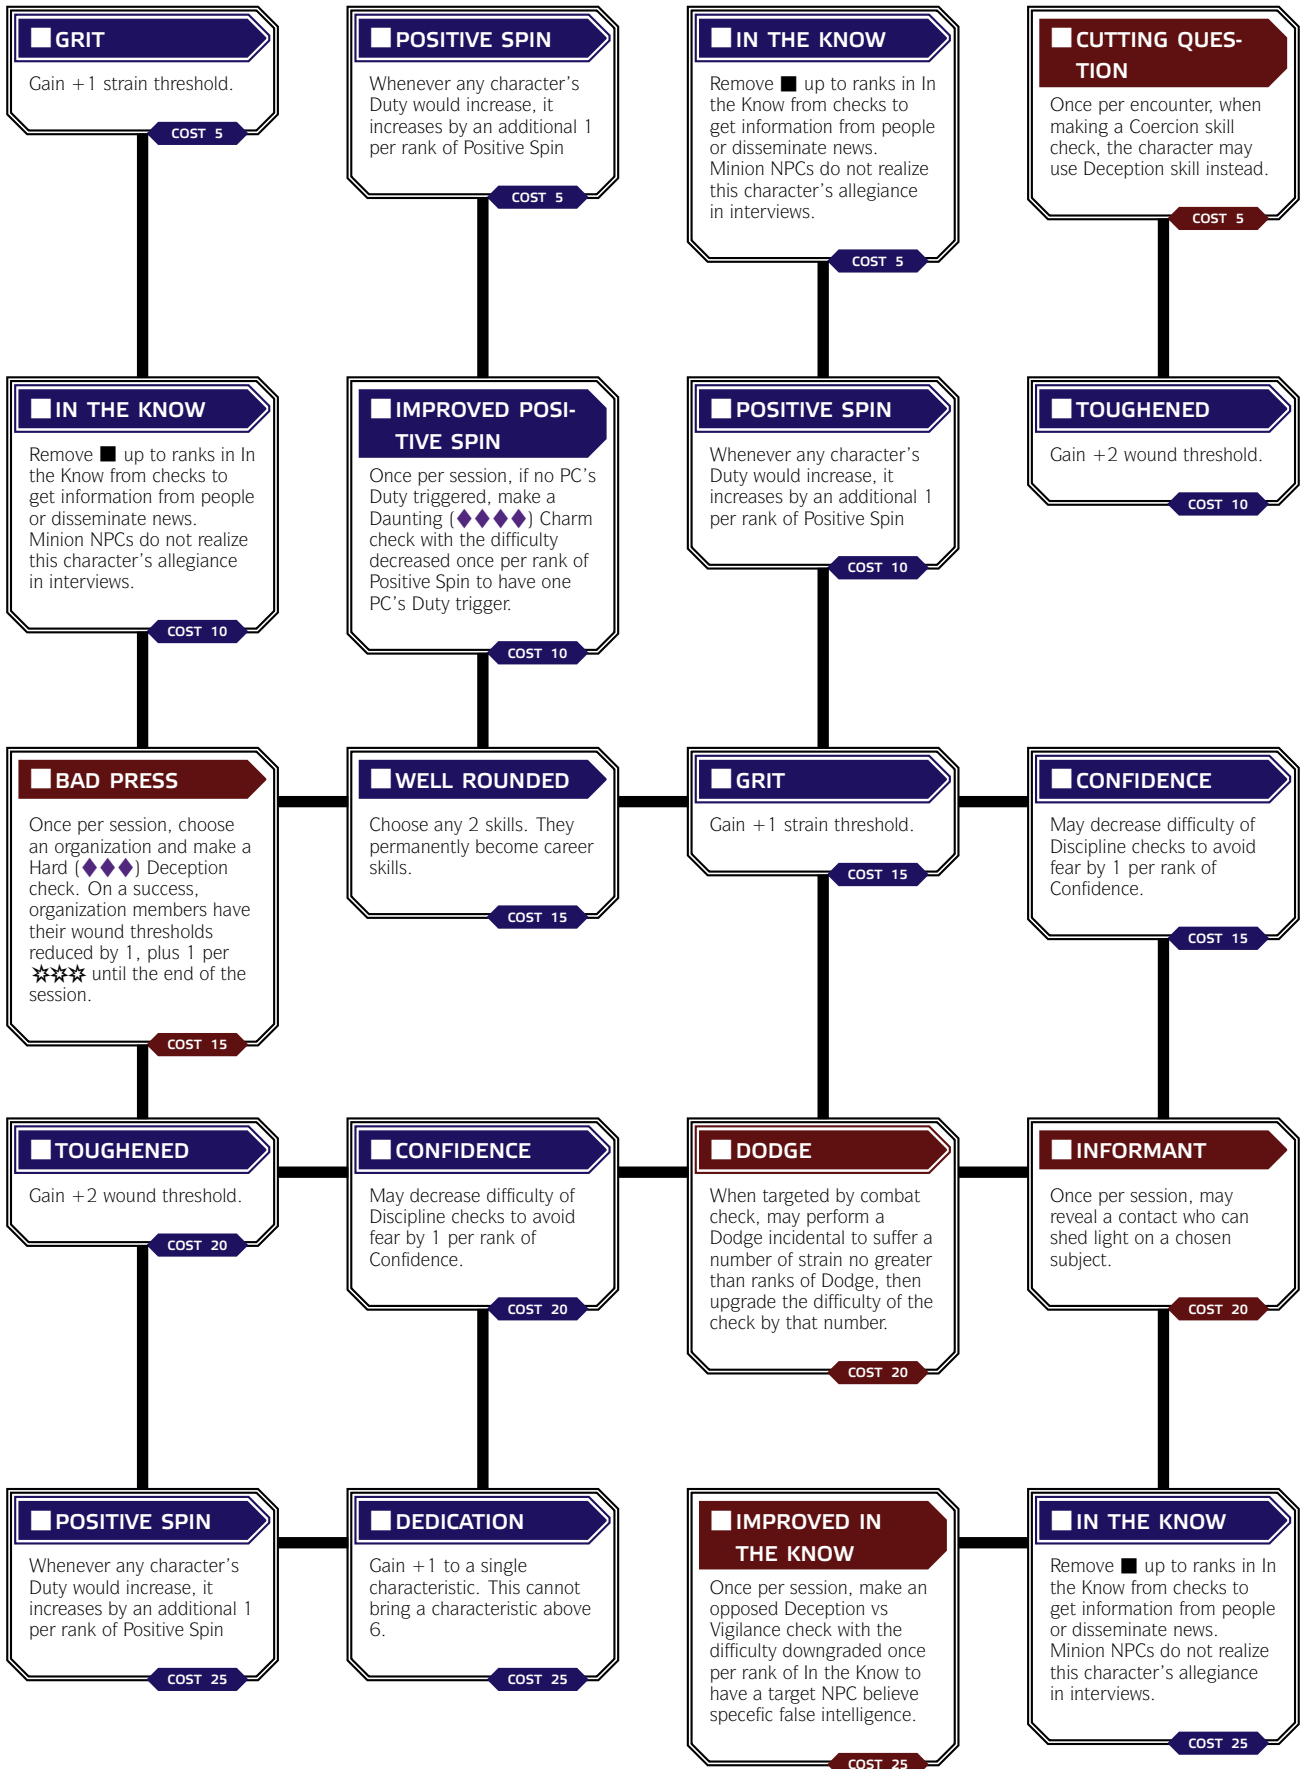 GRIT
Gain +1 strain threshold.
COST 5
POSITIVE SPIN
Whenever any character's
Duty would increase, it
increases by an additional 1
per rank of Positive Spin
COST 5
IN THE KNOW
Remove ■ up to ranks in In
the Know from checks to
get information from people
or disseminate news.
Minion NPCs do not realize
this character's allegiance
in interviews.
COST 5
CUTTING QUES-
TION
Once per encounter, when
making a Coercion skill
check, the character may
use Deception skill instead.
COST 5
IN THE KNOW
Remove ■ up to ranks in In
the Know from checks to
get information from people
or disseminate news.
Minion NPCs do not realize
this character's allegiance
in interviews.
COST 10
IMPROVED POSI-
TIVE SPIN
Once per session, if no PC's
Duty triggered, make a
Daunting (◆◆◆◆) Charm
check with the difficulty
decreased once per rank of
Positive Spin to have one
PC's Duty trigger.
COST 10
POSITIVE SPIN
Whenever any character's
Duty would increase, it
increases by an additional 1
per rank of Positive Spin
COST 10
TOUGHENED
Gain +2 wound threshold.
COST 10
BAD PRESS
Once per session, choose
an organization and make a
Hard (◆◆◆) Deception
check. On a success,
organization members have
their wound thresholds
reduced by 1, plus 1 per
until the end of the
session.
COST 15
WELL ROUNDED
Choose any 2 skills. They
permanently become career
skills.
COST 15
GRIT
Gain +1 strain threshold.
COST 15
CONFIDENCE
May decrease difficulty of
Discipline checks to avoid
fear by 1 per rank of
Confidence.
COST 15
TOUGHENED
Gain +2 wound threshold.
COST 20
CONFIDENCE
May decrease difficulty of
Discipline checks to avoid
fear by 1 per rank of
Confidence.
COST 20
DODGE
When targeted by combat
check, may perform a
Dodge incidental to suffer a
number of strain no greater
than ranks of Dodge, then
upgrade the difficulty of the
check by that number.
COST 20
INFORMANT
Once per session, may
reveal a contact who can
shed light on a chosen
subject.
COST 20
POSITIVE SPIN
Whenever any character's
Duty would increase, it
increases by an additional 1
per rank of Positive Spin
COST 25
DEDICATION
Gain +1 to a single
characteristic. This cannot
bring a characteristic above
6.
COST 25
IMPROVED IN
THE KNOW
Once per session, make an
opposed Deception vs
Vigilance check with the
difficulty downgraded once
per rank of In the Know to
have a target NPC believe
specefic false intelligence.
COST 25
IN THE KNOW
Remove ■ up to ranks in In
the Know from checks to
get information from people
or disseminate news.
Minion NPCs do not realize
this character's allegiance
in interviews.
COST 25